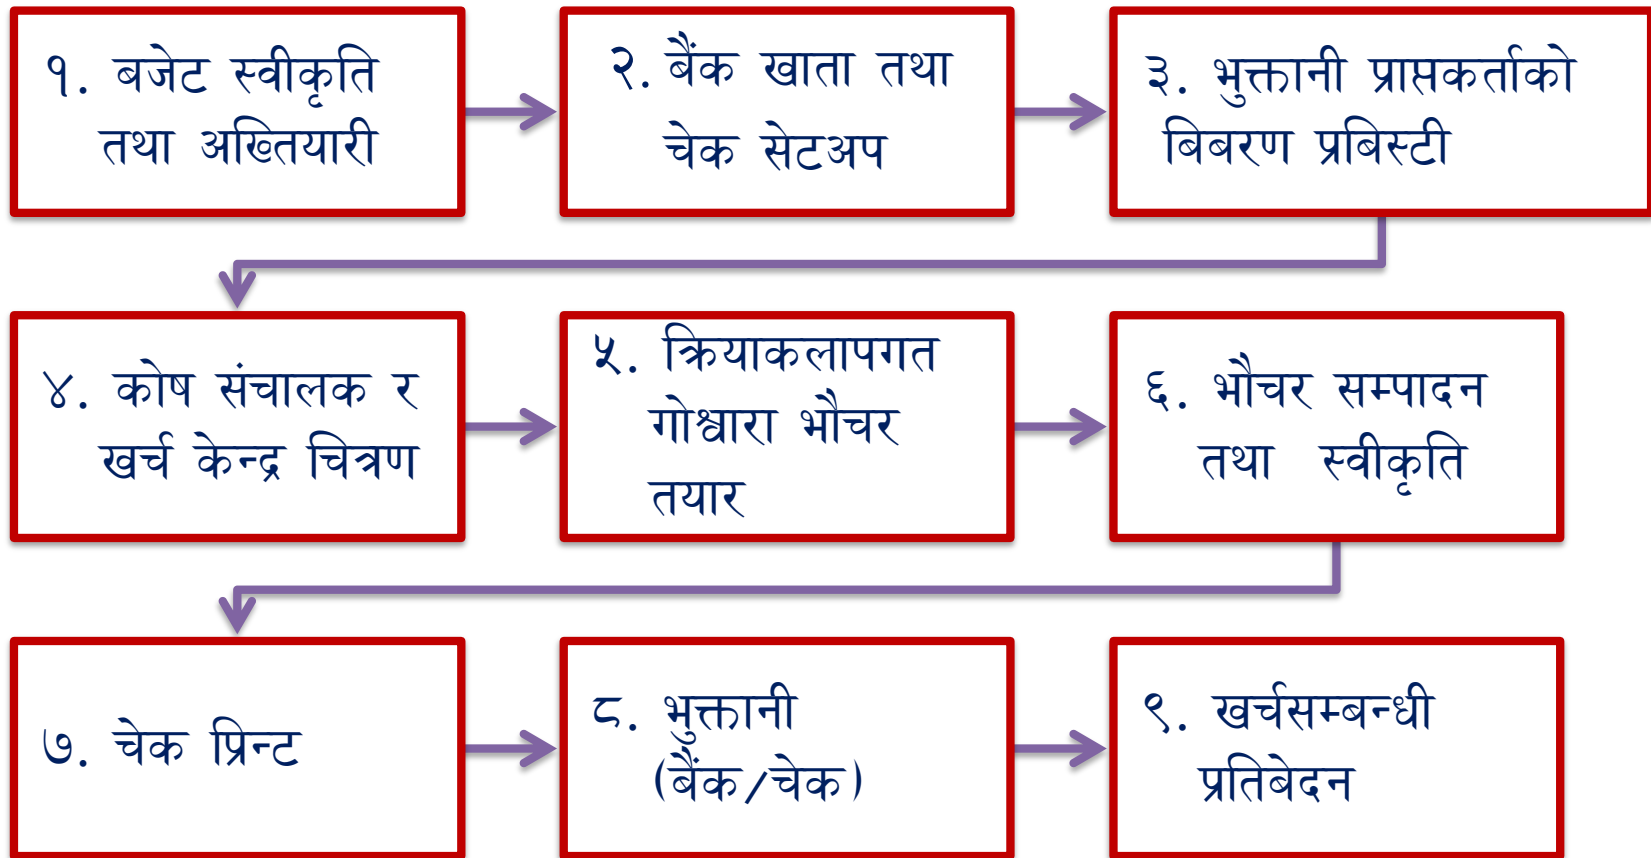 १. बजेट स्वीकृति
तथा अख्तियारी
२. बैंक खाता तथा
चेक सेटअप
३. भुक्तानी प्राप्तकर्ताको
बिबरण प्रबिस्टी
४. कोष संचालक र
खर्च केन्द्र चित्रण
५. क्रियाकलापगत
गोश्वारा भौचर
तयार
६. भौचर सम्पादन
तथा स्वीकृति
७. चेक प्रिन्ट
८. भुक्तानी
(बैंक/चेक)
९. खर्चसम्बन्धी
प्रतिबेदन